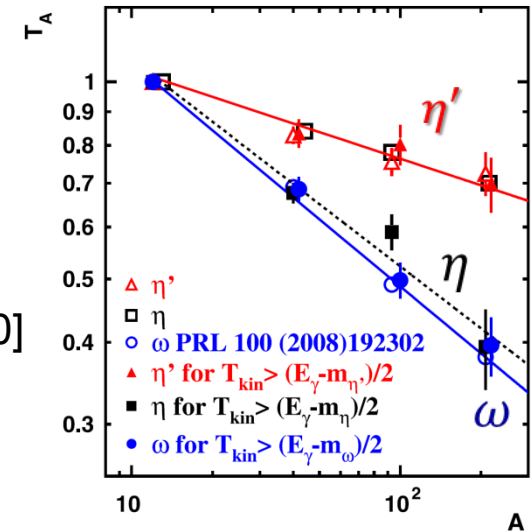 T_A
1
0.9
0.8
0.7
0.6
0.5
0.4
0.3
η′
η
ω
0]
η’
η
ω PRL 100 (2008)192302
η’ for T_kin> (E_γ-m_η’)/2
η for T_kin> (E_γ-m_η)/2
ω for T_kin> (E_γ-m_ω)/2
10
10²
A